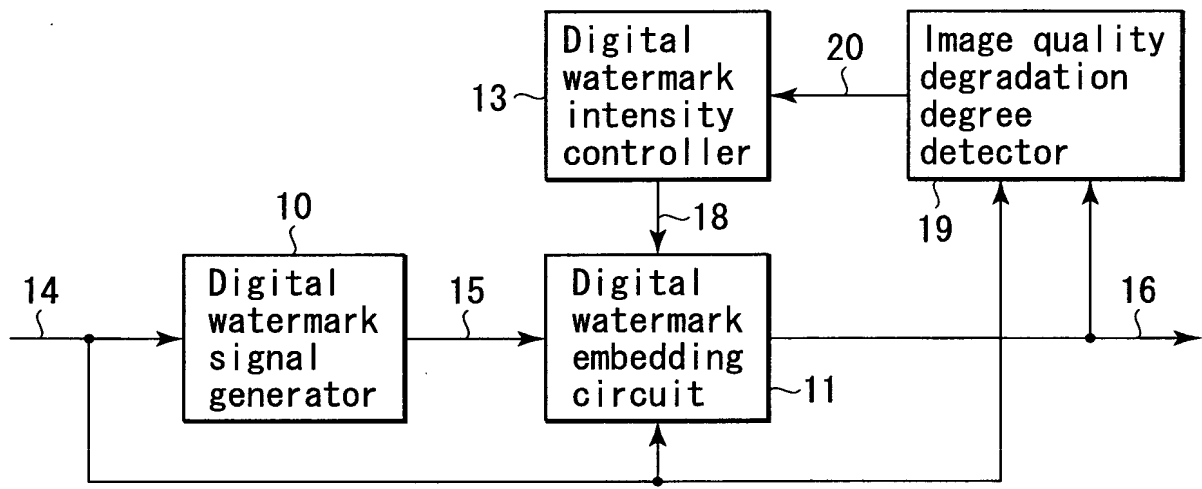 Digital
watermark
intensity
controller
13
20
Image quality
degradation
degree
detector
19
18
10
14
Digital
watermark
signal
generator
15
Digital
watermark
embedding
circuit
11
16